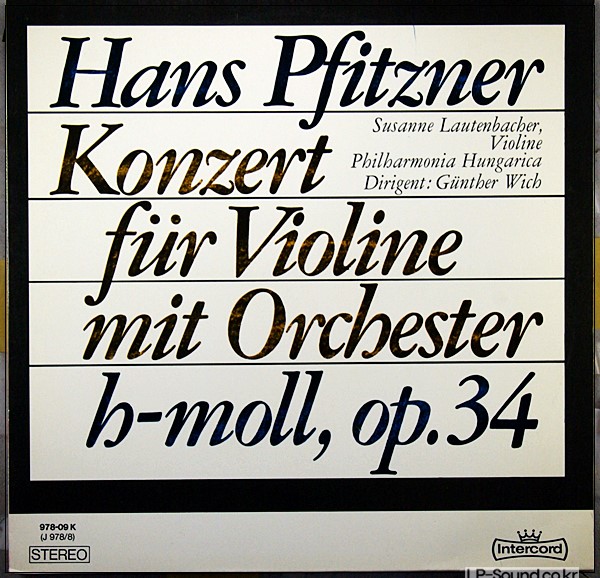 Hans Pfitzner
Konzert
Susanne Lautenbacher,
Violine
Philharmonia Hungarica
Dirigent: Günther Wich
für Violine
mit Orchester
h-moll, op. 34
978-09 K
(J 978/8)
STEREO
Intercord
LP-Sound.co.kr